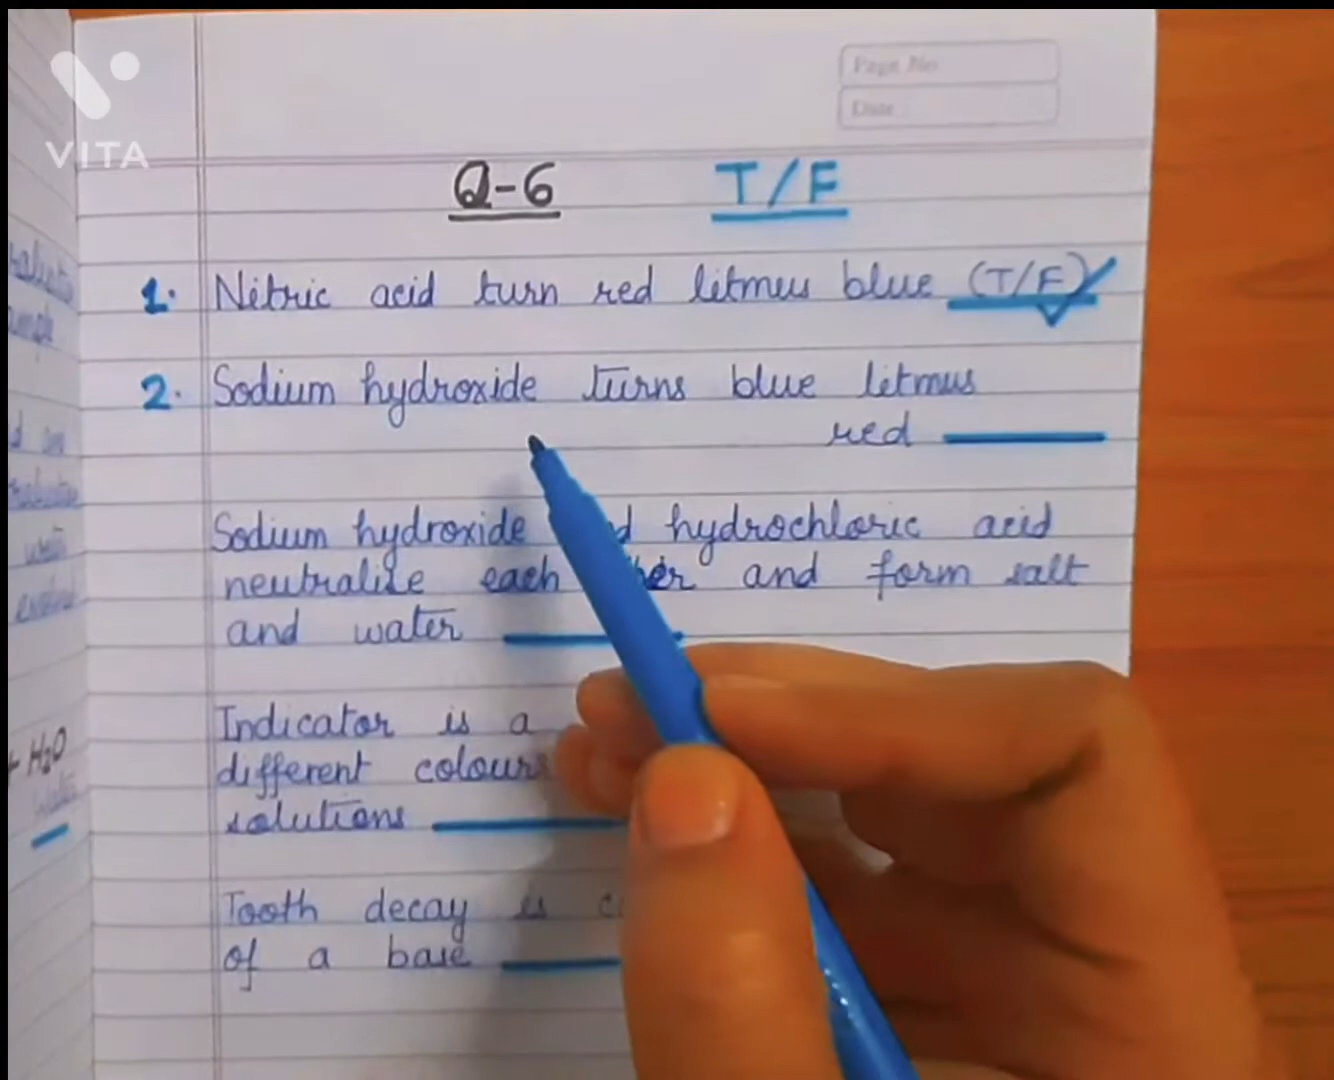 VITA
Page No
Date
Q-6 T/F
1. Nitric acid turn red litmus blue (T/F)
2. Sodium hydroxide turns blue litmus
red
Sodium hydroxide hydrochloric acid
neutralise each and form salt
and water
Indicator is a
different colours
solutions
Tooth decay is
of a base
+ H₂O